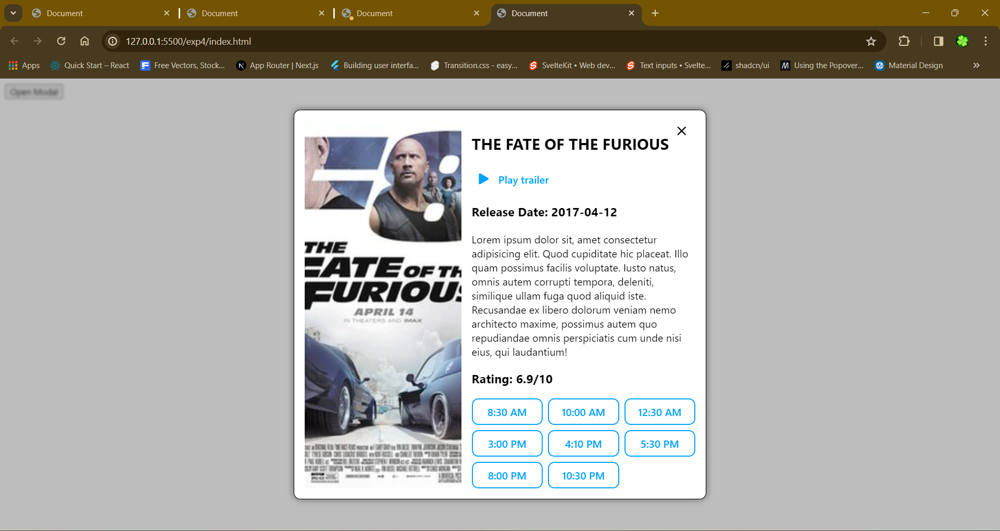 Document
Document
Document
Document
127.0.0.1:5500/exp4/index.html
Apps
Quick Start – React
Free Vectors, Stock...
App Router | Next.js
Building user interfa...
Transition.css - easy...
SvelteKit • Web dev...
Text inputs • Svelte...
shadcn/ui
Using the Popover...
Material Design
Open Modal
THE
FATE OF TH
FURIOUS
APRIL 14
IN THEATERS AND IMAX
THE FATE OF THE FURIOUS
Play trailer
Release Date: 2017-04-12
Lorem ipsum dolor sit, amet consectetur
adipisicing elit. Quod cupiditate hic placeat. Illo
quam possimus facilis voluptate. Iusto natus,
omnis autem corrupti tempora, deleniti,
similique ullam fuga quod aliquid iste.
Recusandae ex libero dolorum veniam nemo
architecto maxime, possimus autem quo
repudiandae omnis perspiciatis cum unde nisi
eius, qui laudantium!
Rating: 6.9/10
8:30 AM
10:00 AM
12:30 AM
3:00 PM
4:10 PM
5:30 PM
8:00 PM
10:30 PM